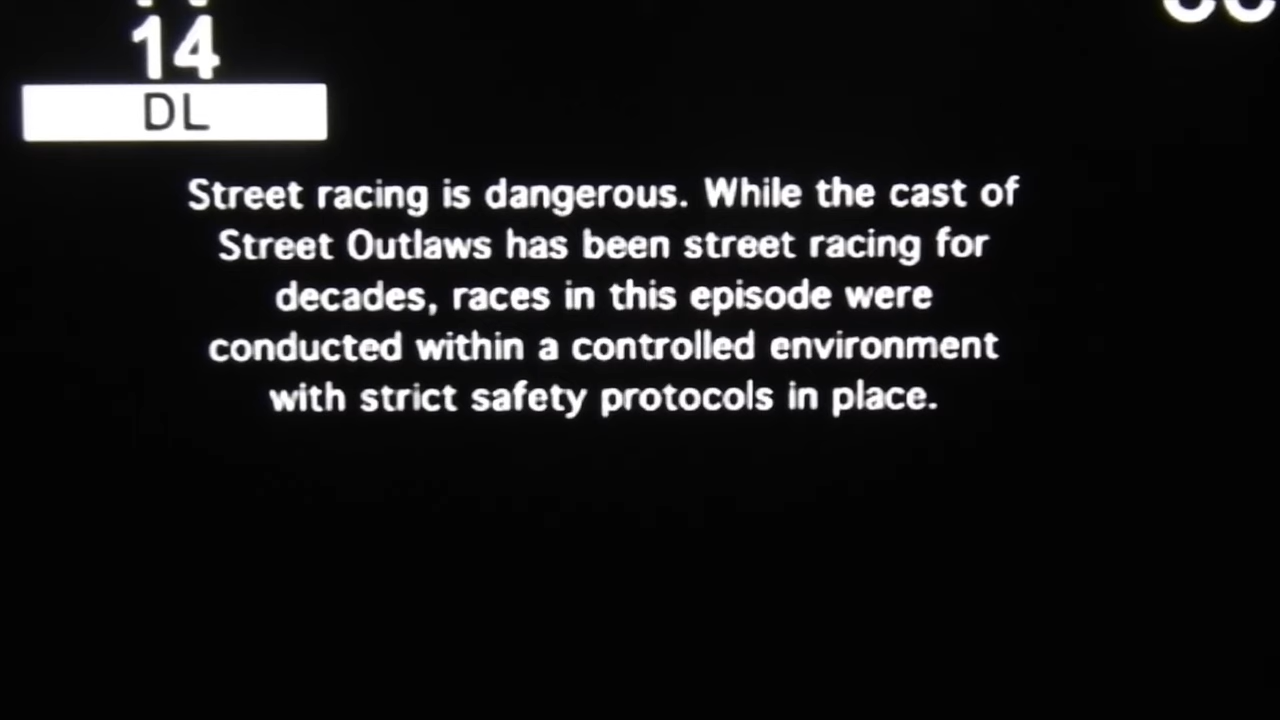 14
DL
Street racing is dangerous. While the cast of
Street Outlaws has been street racing for
decades, races in this episode were
conducted within a controlled environment
with strict safety protocols in place.